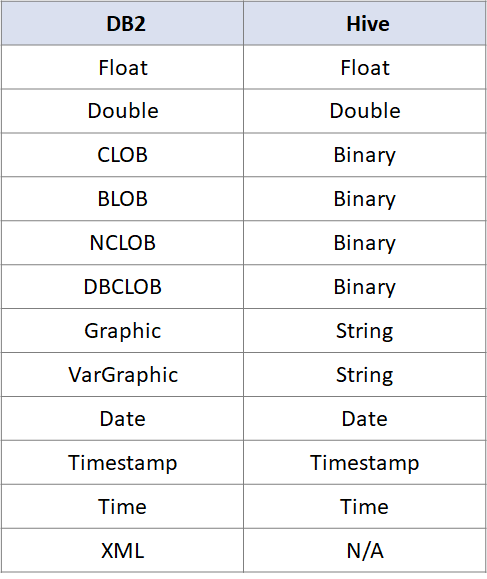 DB2 Hive
Float Float
Double Double
CLOB Binary
BLOB Binary
NCLOB Binary
DBCLOB Binary
Graphic String
VarGraphic String
Date Date
Timestamp Timestamp
Time Time
XML N/A